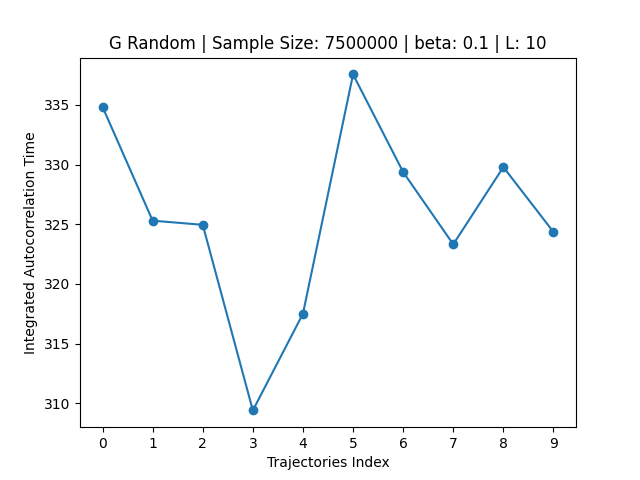 G Random | Sample Size: 7500000 | beta: 0.1 | L: 10
335
330
325
320
315
310
Integrated Autocorrelation Time
0 1 2 3 4 5 6 7 8 9
Trajectories Index